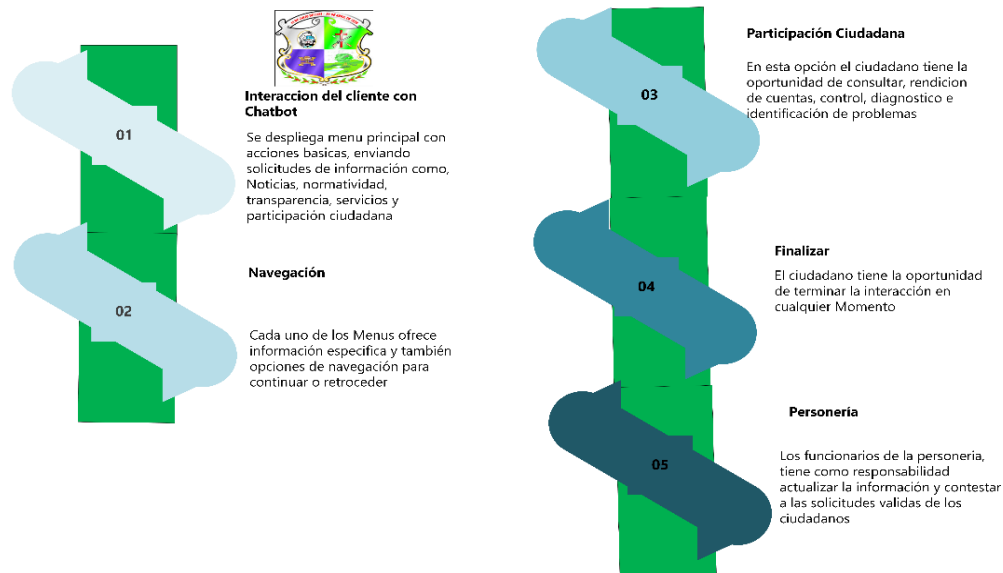 Interaccion del cliente con
Chatbot
01
Se despliega menu principal con
acciones basicas, enviando
solicitudes de información como,
Noticias, normatividad,
transparencia, servicios y
participación ciudadana
Navegación
02
Cada uno de los Menus ofrece
información especifica y también
opciones de navegación para
continuar o retroceder
Participación Ciudadana
03
En esta opción el ciudadano tiene la
oportunidad de consultar, rendicion
de cuentas, control, diagnostico e
identificación de problemas
Finalizar
04
El ciudadano tiene la oportunidad
de terminar la interacción en
cualquier Momento
Personería
05
Los funcionarios de la personeria,
tiene como responsabilidad
actualizar la información y contestar
a las solicitudes validas de los
ciudadanos